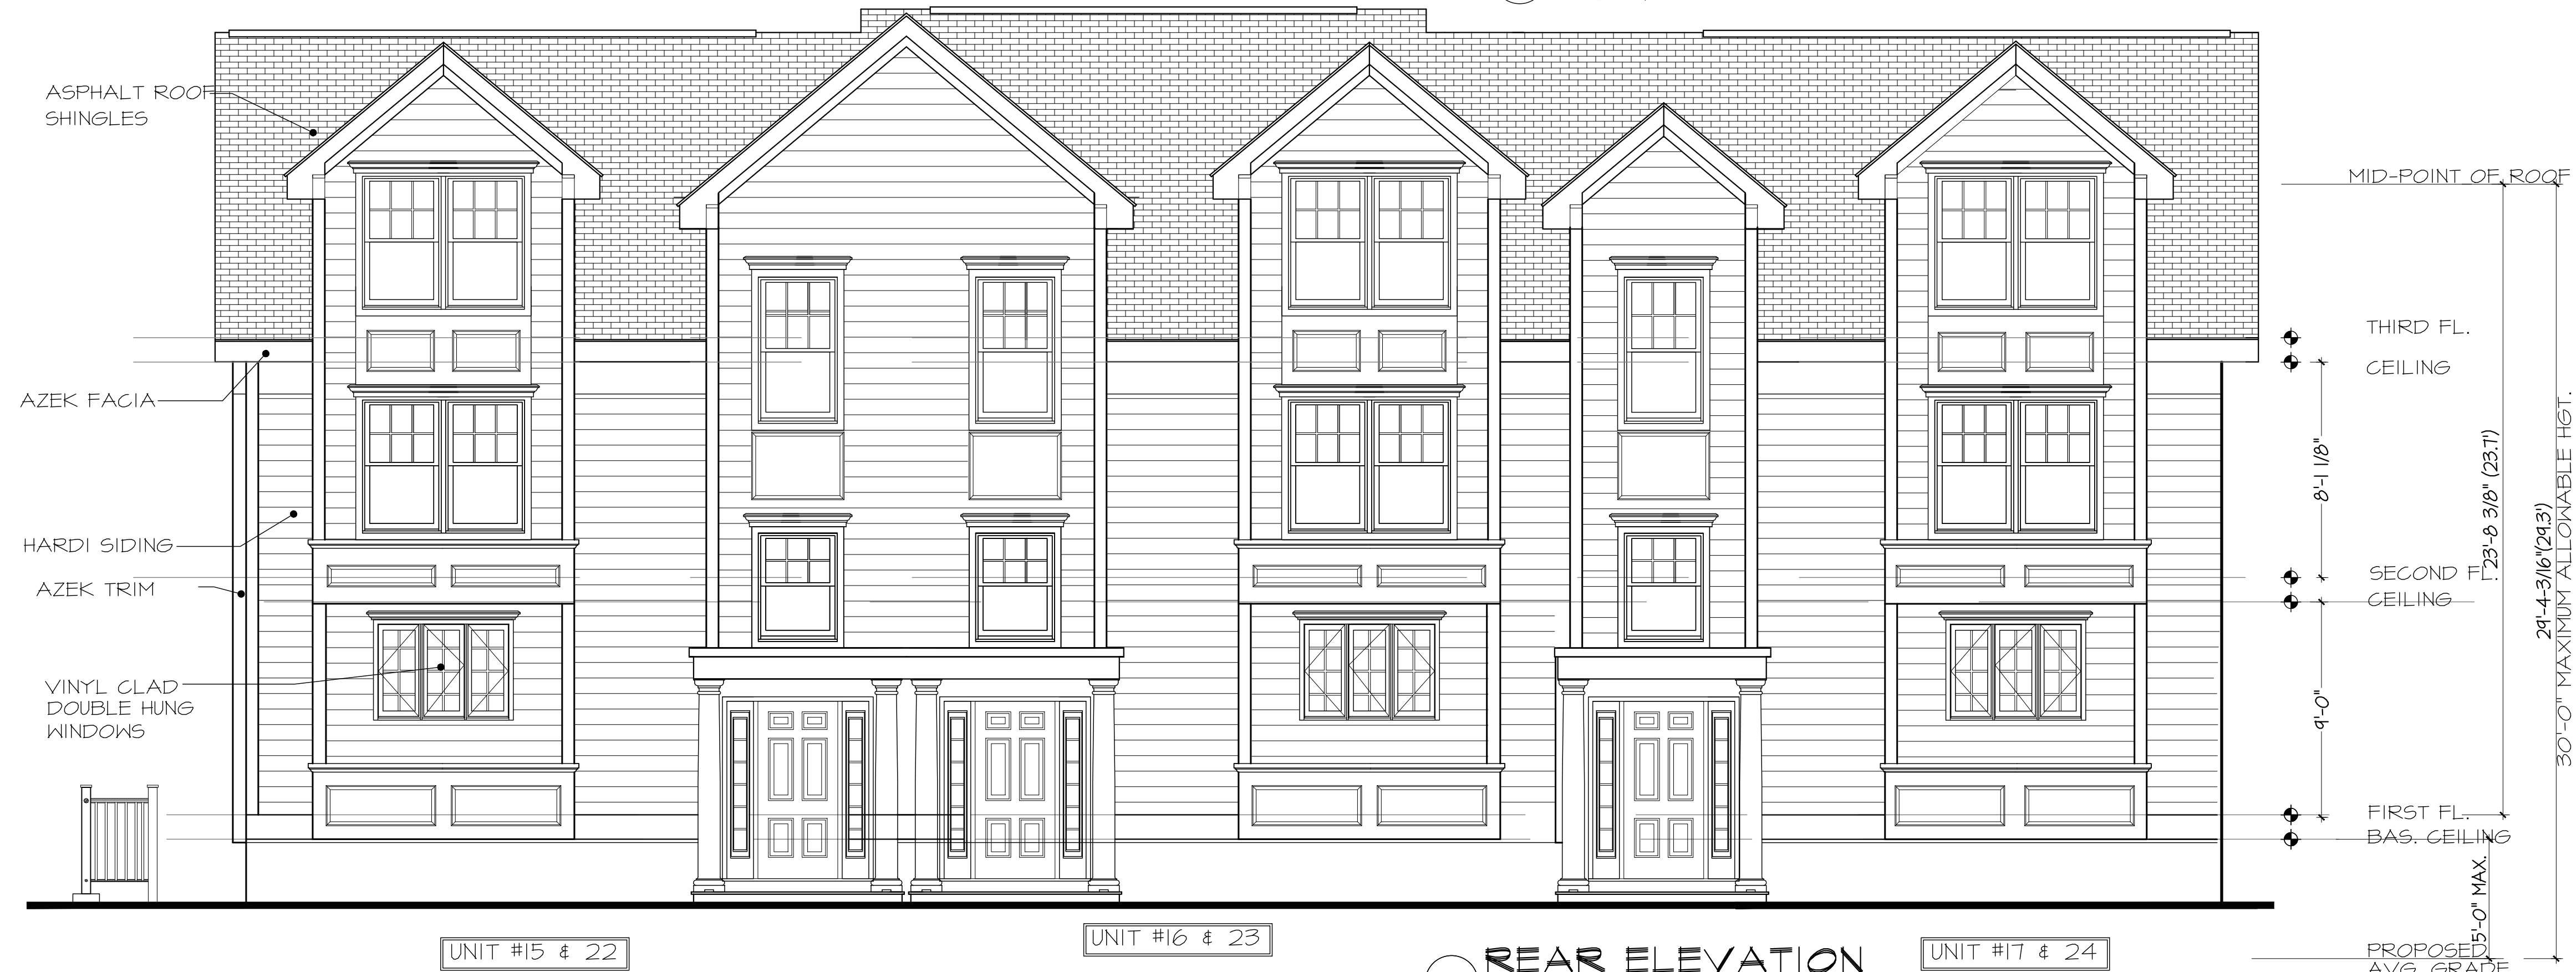 ASPHALT ROOF
SHINGLES
AZEK FACIA
HARDI SIDING
AZEK TRIM
VINYL CLAD
DOUBLE HUNG
WINDOWS
MID-POINT OF ROOF
THIRD FL.
CEILING
8'-1 1/8"
SECOND FL.
CEILING
9'-0"
FIRST FL.
BAS. CEILING
23'-8 3/8" (23.7')
29'-4-3/16"(29.3')
30'-0" MAXIMUM ALLOWABLE HGT.
5'-0" MAX.
PROPOSED
AVG. GRADE
UNIT #15 & 22
UNIT #16 & 23
UNIT #17 & 24
REAR ELEVATION